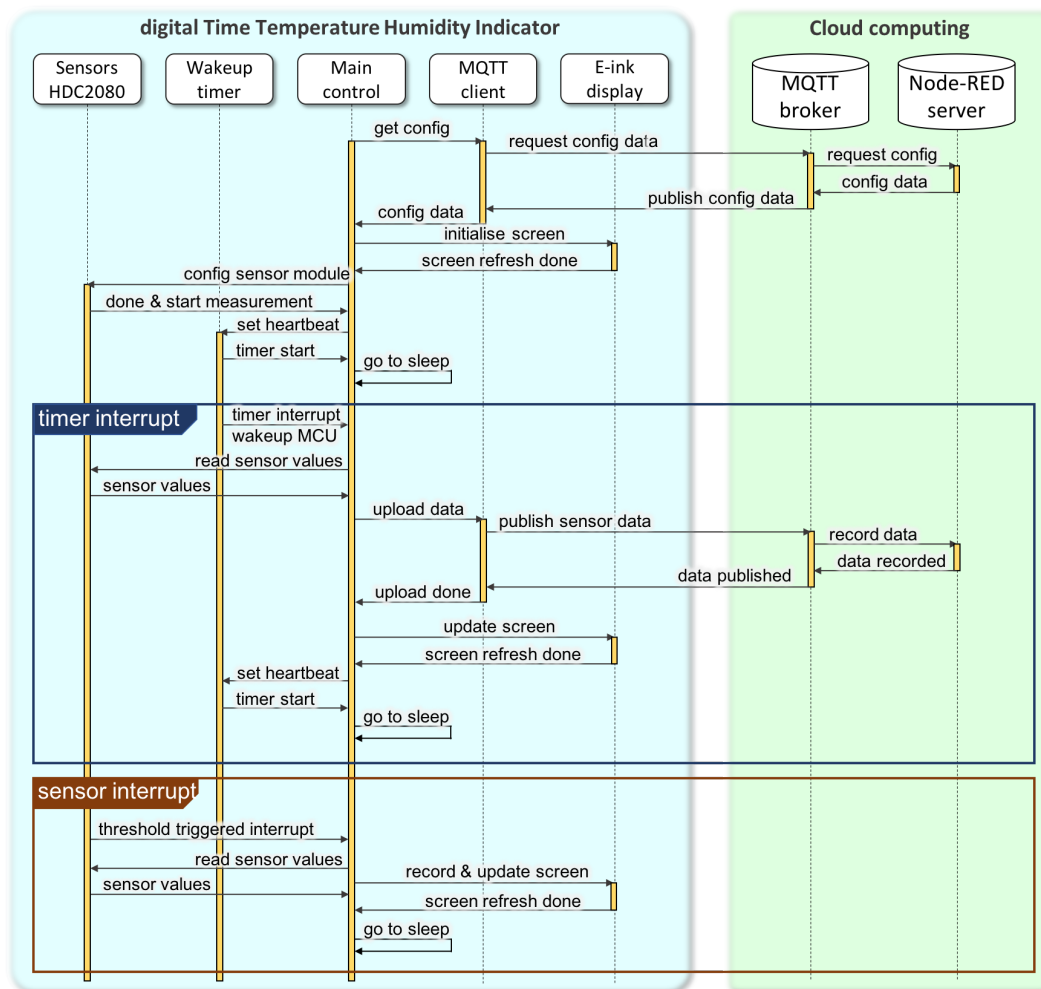 digital Time Temperature Humidity Indicator
Cloud computing
Sensors
HDC2080
Wakeup
timer
Main
control
MQTT
client
E-ink
display
MQTT
broker
Node-RED
server
get config
request config data
request config
config data
publish config data
config data
initialise screen
screen refresh done
config sensor module
done & start measurement
set heartbeat
timer start
go to sleep
timer interrupt
timer interrupt
wakeup MCU
read sensor values
sensor values
upload data
publish sensor data
record data
data recorded
data published
upload done
update screen
screen refresh done
set heartbeat
timer start
go to sleep
sensor interrupt
threshold triggered interrupt
read sensor values
record & update screen
sensor values
screen refresh done
go to sleep